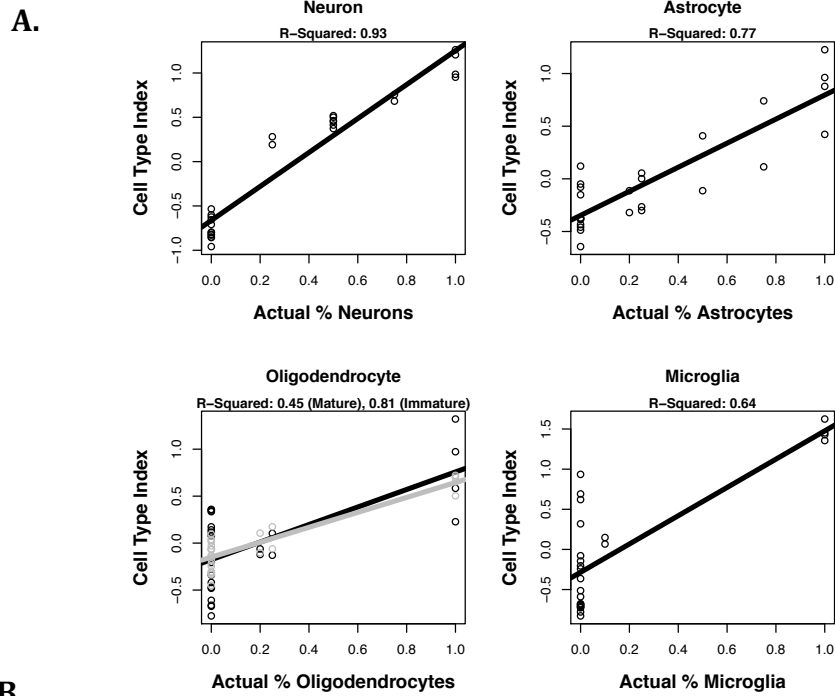 A.
Neuron
R−Squared: 0.93
Cell Type Index
1.0
0.5
0.0
−0.5
−1.0
0.0 0.2 0.4 0.6 0.8 1.0
Actual % Neurons
Astrocyte
R−Squared: 0.77
Cell Type Index
1.0
0.5
0.0
−0.5
0.0 0.2 0.4 0.6 0.8 1.0
Actual % Astrocytes
Oligodendrocyte
R−Squared: 0.45 (Mature), 0.81 (Immature)
Cell Type Index
1.0
0.5
0.0
−0.5
0.0 0.2 0.4 0.6 0.8 1.0
Actual % Oligodendrocytes
Microglia
R−Squared: 0.64
Cell Type Index
1.5
1.0
0.5
0.0
−0.5
0.0 0.2 0.4 0.6 0.8 1.0
Actual % Microglia